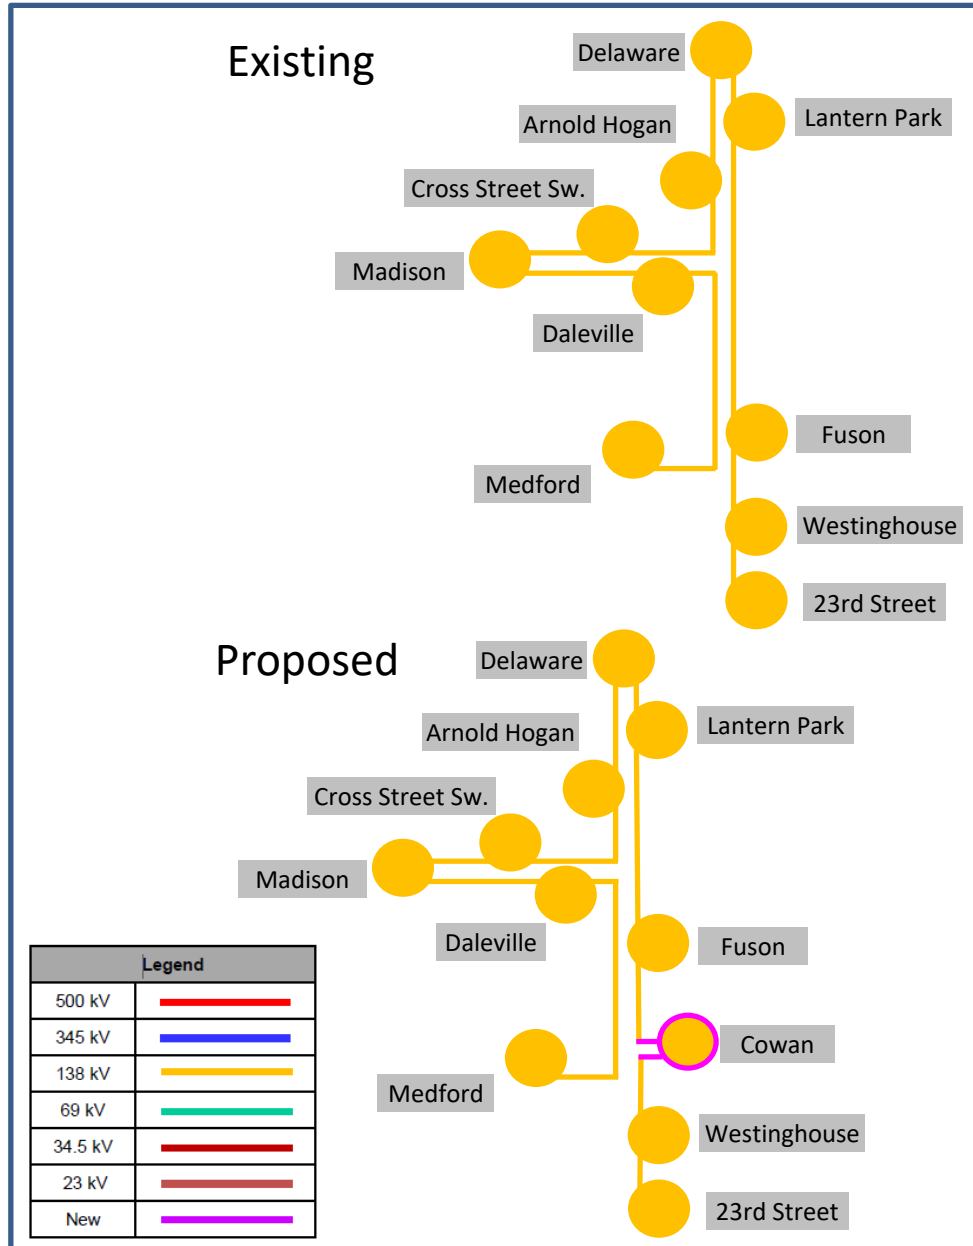 Existing
Delaware
Lantern Park
Arnold Hogan
Cross Street Sw.
Madison
Daleville
Fuson
Medford
Westinghouse
23rd Street
Proposed
Delaware
Lantern Park
Arnold Hogan
Cross Street Sw.
Madison
Daleville
Fuson
Cowan
Medford
Westinghouse
23rd Street
Legend
500 kV
345 kV
138 kV
69 kV
34.5 kV
23 kV
New